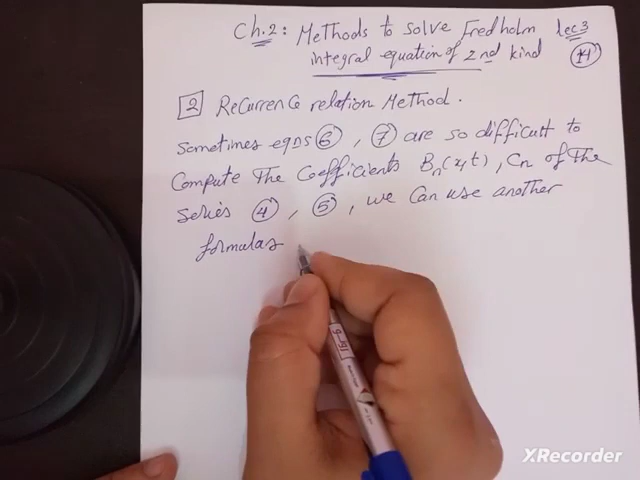 Ch.2: Methods to solve Fredholm lec 3
integral equation of 2nd kind 14
2 Recurrence relation Method.
Sometimes eqns 6, 7 are so difficult to
Compute The Coefficients Bn(x,t), Cn of The
series 4, 5, we can use another
formulas
XRecorder